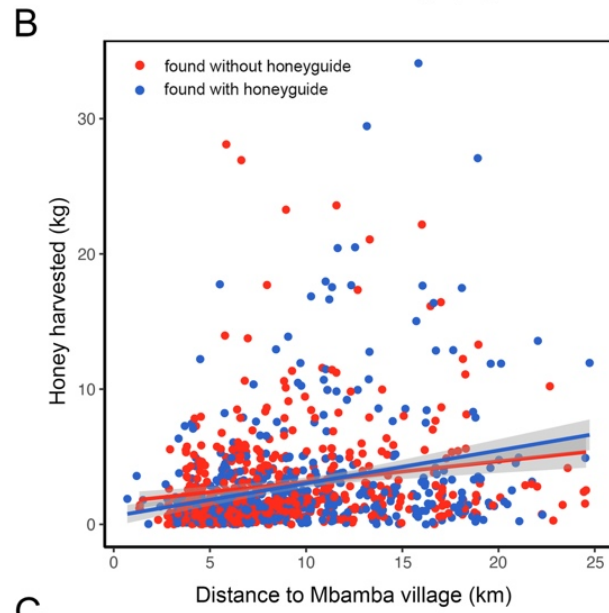 B
found without honeyguide
found with honeyguide
30
20
10
0
Honey harvested (kg)
0 5 10 15 20 25
Distance to Mbamba village (km)
C